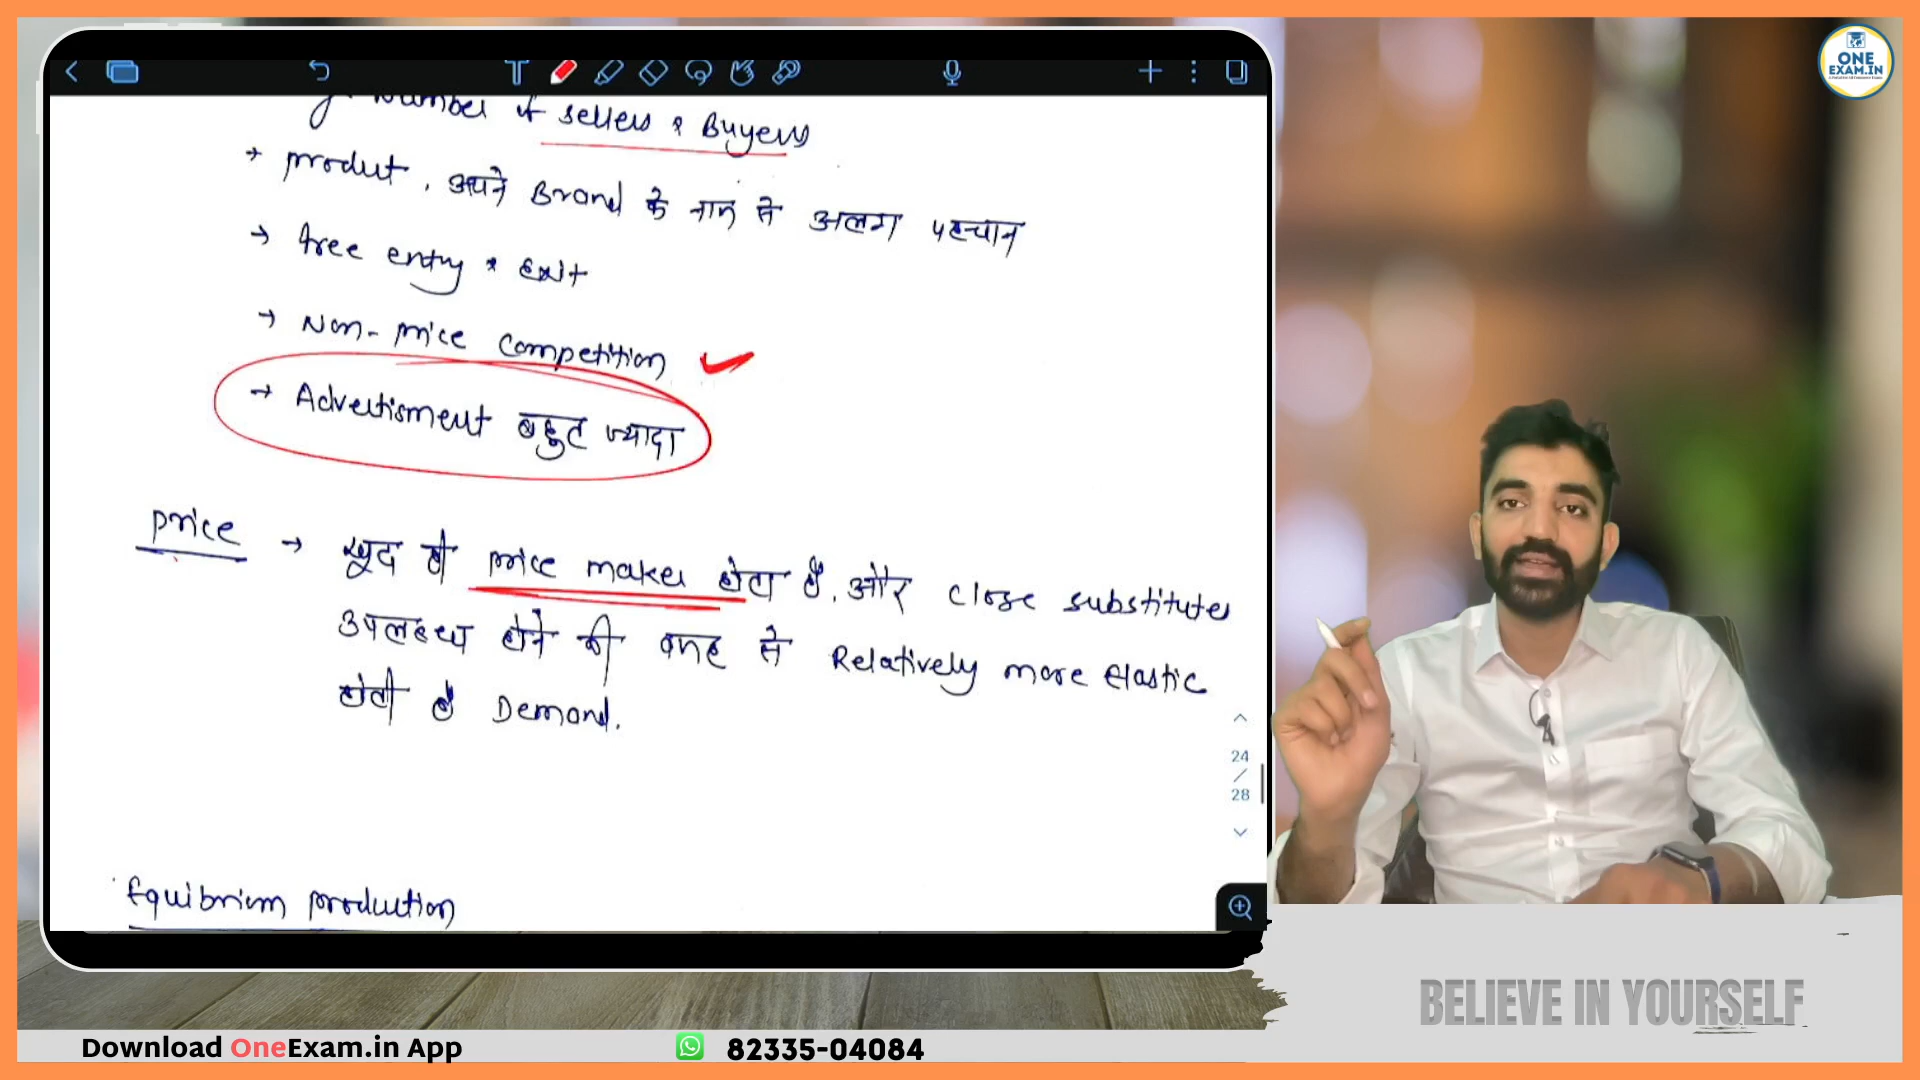 Number of sellers & Buyers
→ produt, अपने Brand के नाम से अलग पहचान
→ free entry & Exit
→ Non-price competition
→ Advertisment बहुत ज्यादा
price → खुद ही price maker होता है, और close substitutes
उपलब्ध होने की वजह से Relatively more Elastic
होती है Demand.
Equibrium production
24
/
28
ONE
EXAM.IN
BELIEVE IN YOURSELF
Download OneExam.in App
82335-04084